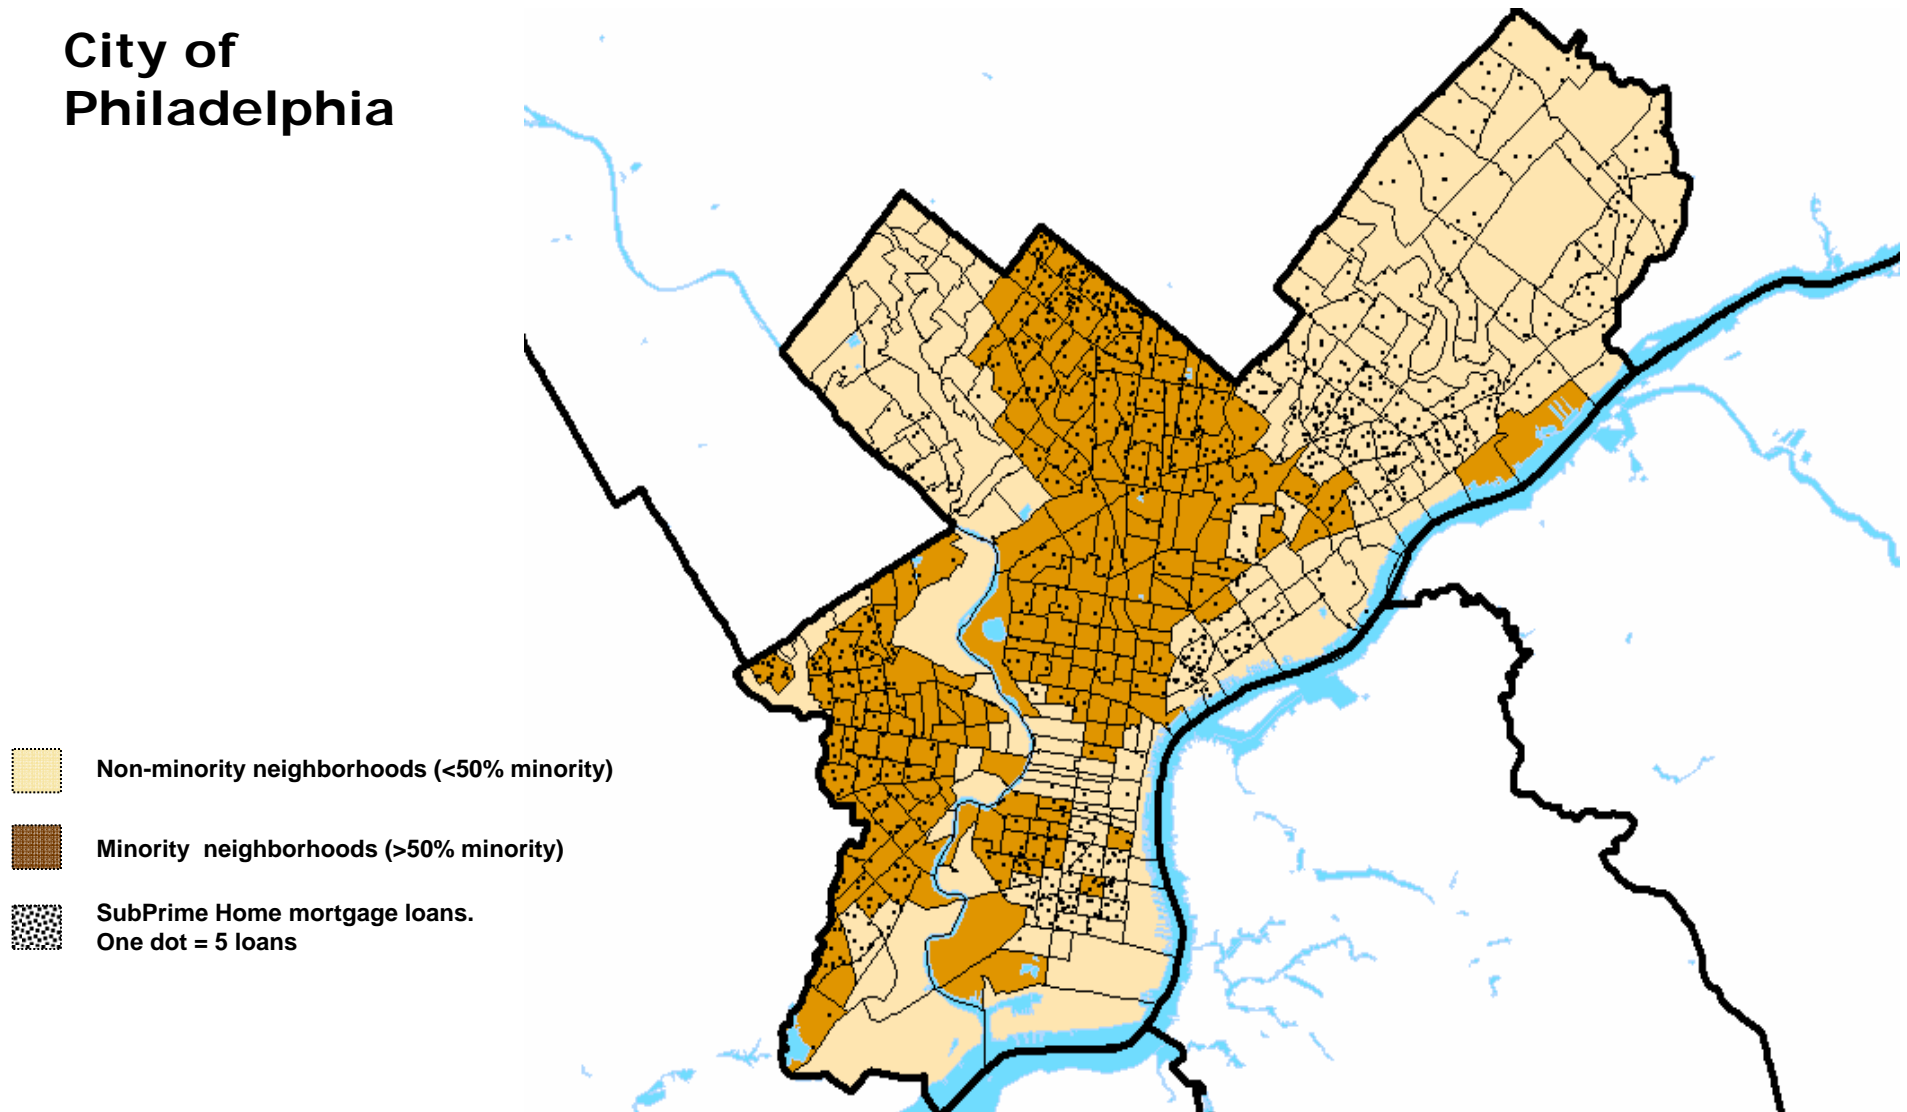 City of
Philadelphia
Non-minority neighborhoods (<50% minority)
Minority neighborhoods (>50% minority)
SubPrime Home mortgage loans.
One dot = 5 loans